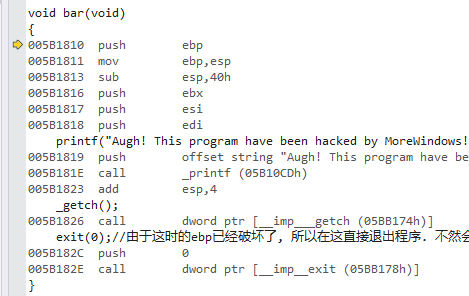 void bar(void)
{
005B1810 push ebp
005B1811 mov ebp,esp
005B1813 sub esp,40h
005B1816 push ebx
005B1817 push esi
005B1818 push edi
printf("Augh! This program have been hacked by MoreWindows!
005B1819 push offset string "Augh! This program have be
005B181E call _printf (05B10CDh)
005B1823 add esp,4
_getch();
005B1826 call dword ptr [__imp___getch (05BB174h)]
exit(0);//由于这时的ebp已经破坏了, 所以在这直接退出程序. 不然会
005B182C push 0
005B182E call dword ptr [__imp__exit (05BB178h)]
}